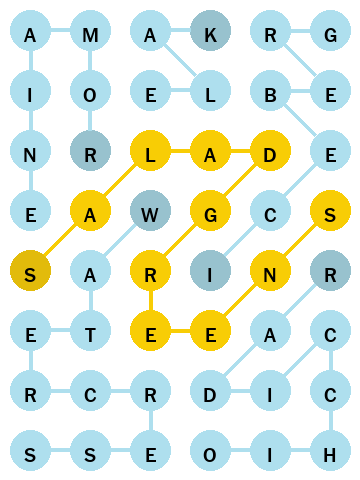 A M A K R G
I O E L B E
N R L A D E
E A W G C S
S A R I N R
E T E E A C
R C R D I C
S S E O I H